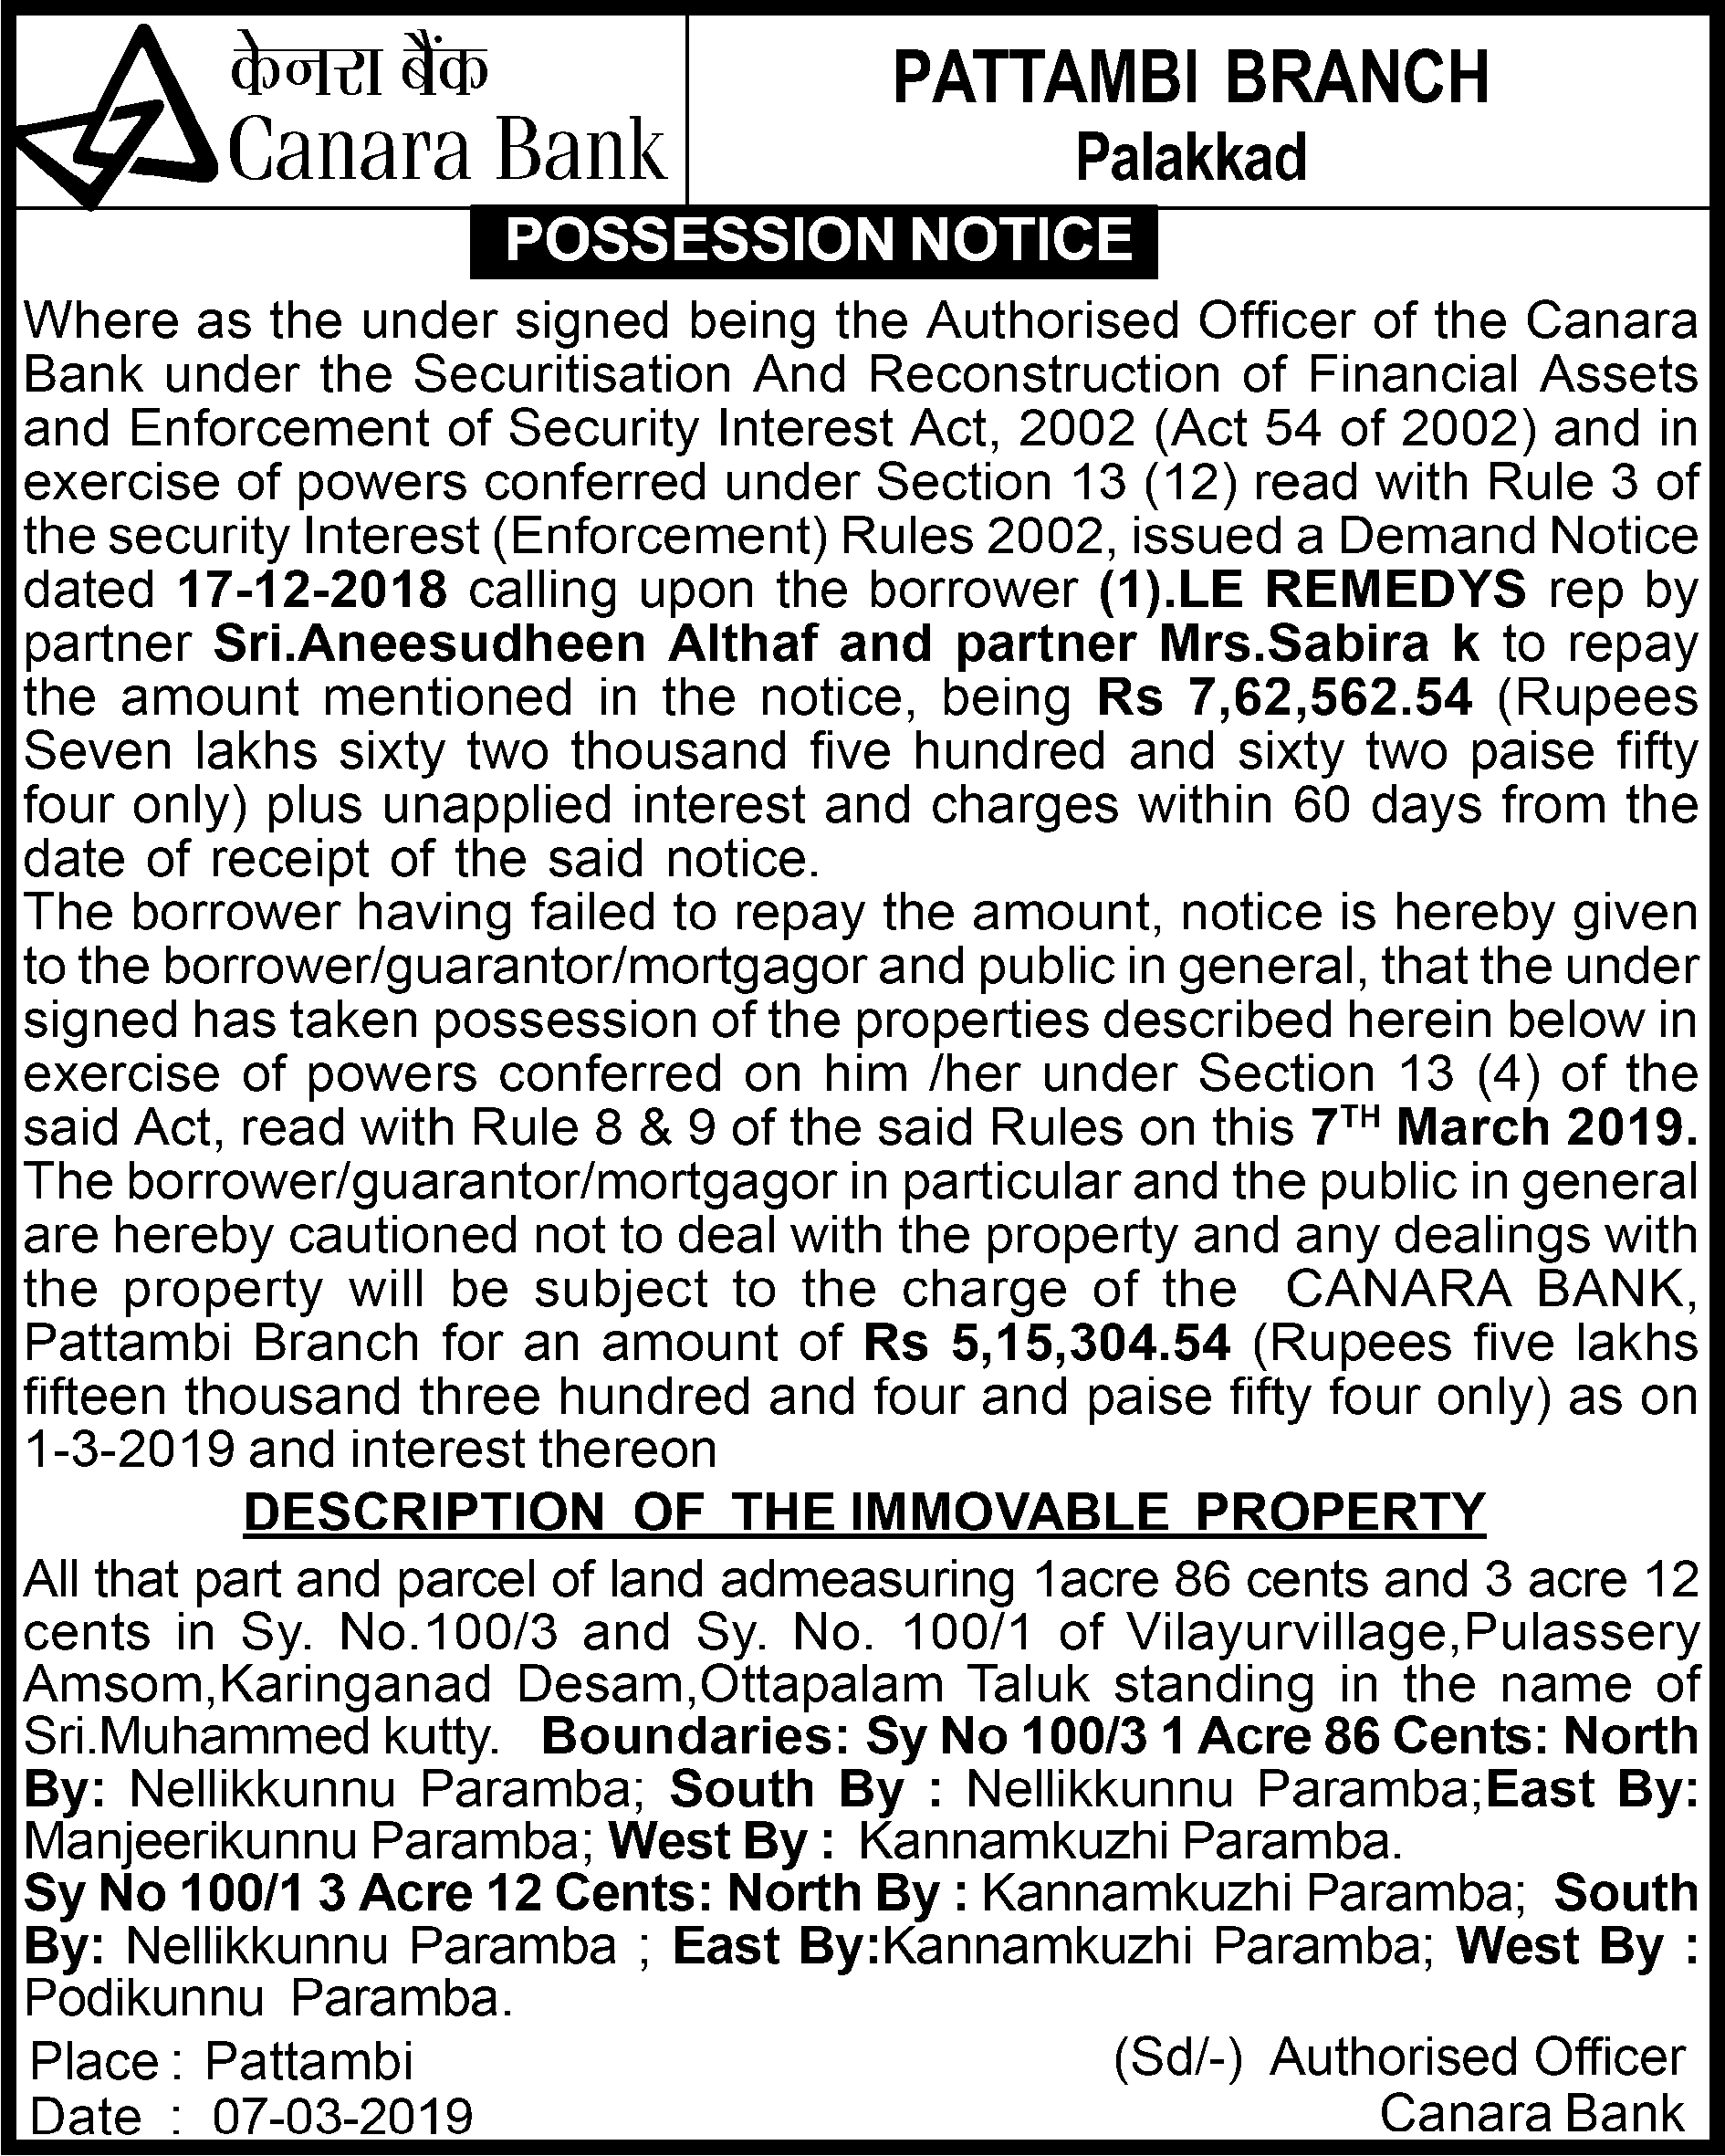 केनरा बैंक
Canara Bank
PATTAMBI BRANCH
Palakkad
POSSESSION NOTICE
Where as the under signed being the Authorised Officer of the Canara
Bank under the Securitisation And Reconstruction of Financial Assets
and Enforcement of Security Interest Act, 2002 (Act 54 of 2002) and in
exercise of powers conferred under Section 13 (12) read with Rule 3 of
the security Interest (Enforcement) Rules 2002, issued a Demand Notice
dated 17-12-2018 calling upon the borrower (1).LE REMEDYS rep by
partner Sri.Aneesudheen Althaf and partner Mrs.Sabira k to repay
the amount mentioned in the notice, being Rs 7,62,562.54 (Rupees
Seven lakhs sixty two thousand five hundred and sixty two paise fifty
four only) plus unapplied interest and charges within 60 days from the
date of receipt of the said notice.
The borrower having failed to repay the amount, notice is hereby given
to the borrower/guarantor/mortgagor and public in general, that the under
signed has taken possession of the properties described herein below in
exercise of powers conferred on him /her under Section 13 (4) of the
said Act, read with Rule 8 & 9 of the said Rules on this 7TH March 2019.
The borrower/guarantor/mortgagor in particular and the public in general
are hereby cautioned not to deal with the property and any dealings with
the property will be subject to the charge of the CANARA BANK,
Pattambi Branch for an amount of Rs 5,15,304.54 (Rupees five lakhs
fifteen thousand three hundred and four and paise fifty four only) as on
1-3-2019 and interest thereon
DESCRIPTION OF THE IMMOVABLE PROPERTY
All that part and parcel of land admeasuring 1acre 86 cents and 3 acre 12
cents in Sy. No.100/3 and Sy. No. 100/1 of Vilayurvillage,Pulassery
Amsom,Karinganad Desam,Ottapalam Taluk standing in the name of
Sri.Muhammed kutty. Boundaries: Sy No 100/3 1 Acre 86 Cents: North
By: Nellikkunnu Paramba; South By : Nellikkunnu Paramba;East By:
Manjeerikunnu Paramba; West By : Kannamkuzhi Paramba.
Sy No 100/1 3 Acre 12 Cents: North By : Kannamkuzhi Paramba; South
By: Nellikkunnu Paramba ; East By:Kannamkuzhi Paramba; West By :
Podikunnu Paramba.
Place : Pattambi
Date : 07-03-2019
(Sd/-) Authorised Officer
Canara Bank